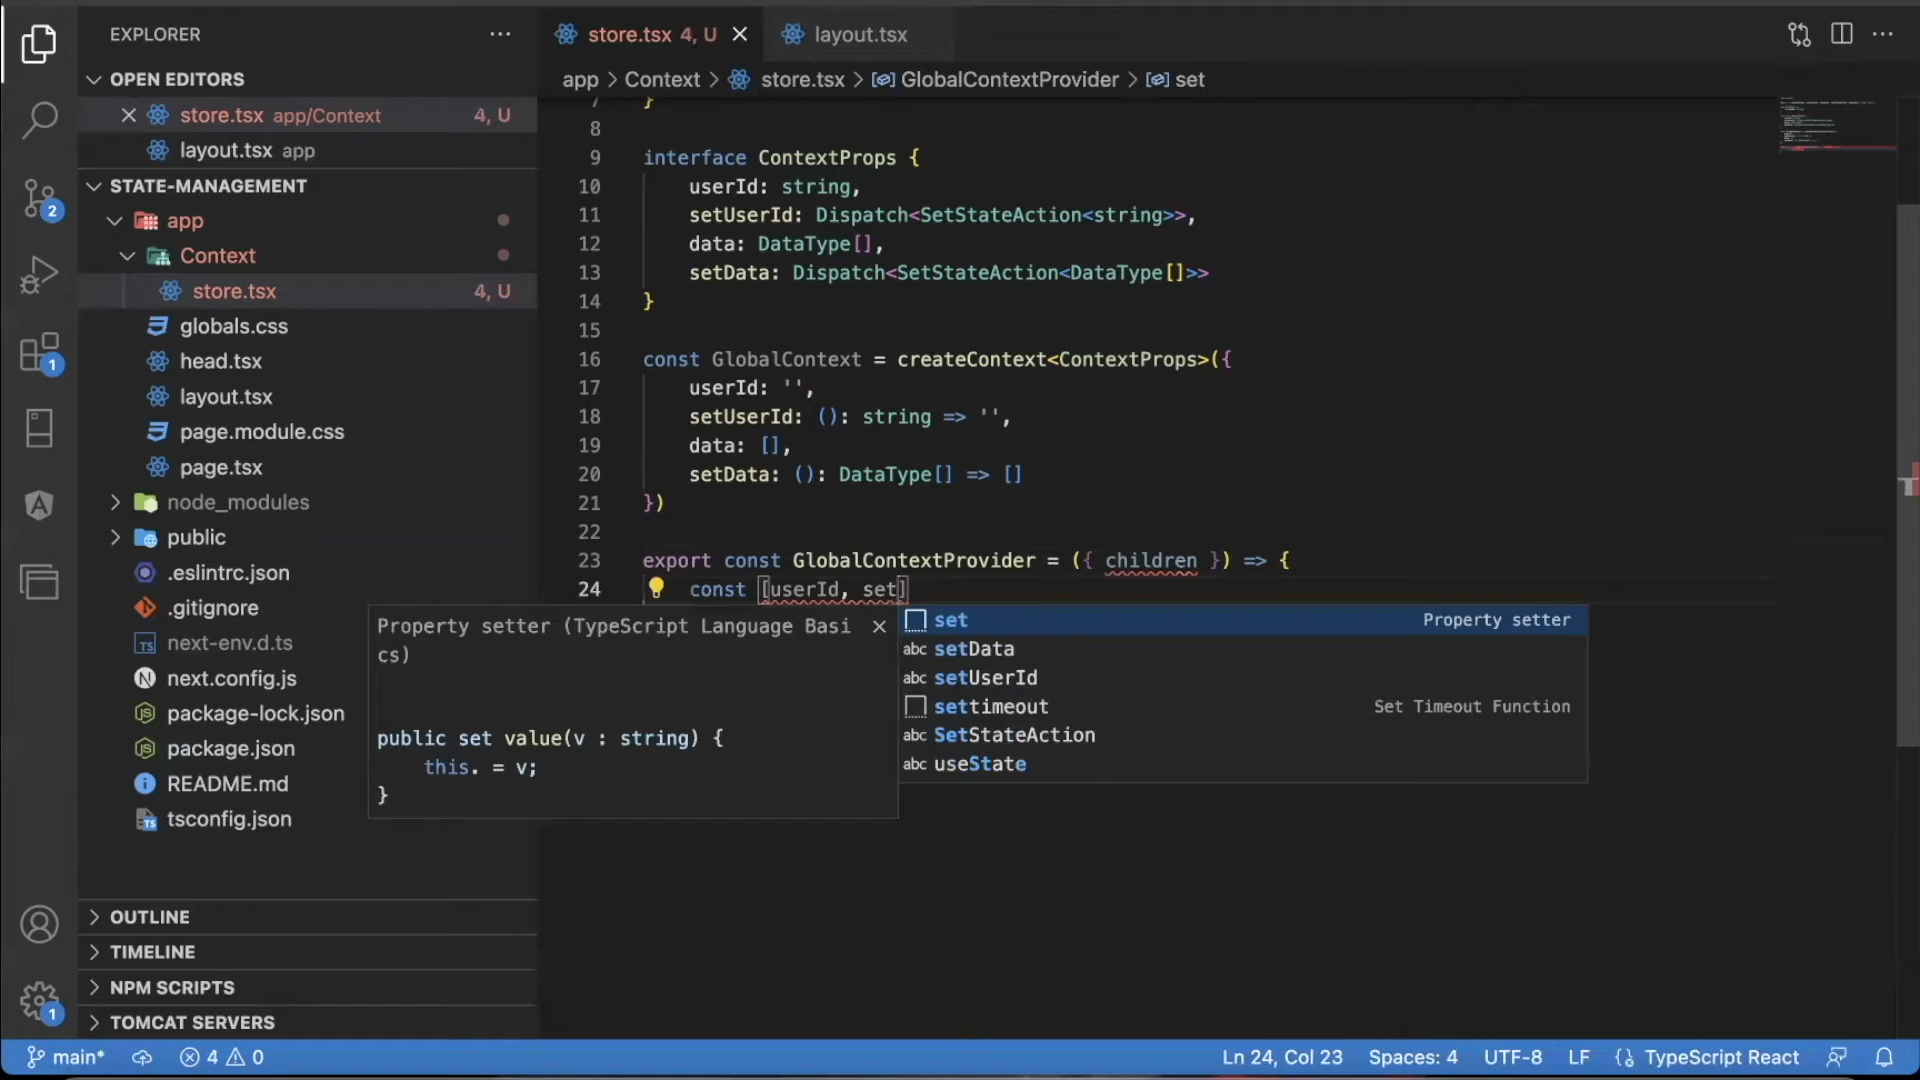 EXPLORER
OPEN EDITORS
store.tsx app/Context 4, U
layout.tsx app
STATE-MANAGEMENT
app
Context
store.tsx 4, U
globals.css
head.tsx
layout.tsx
page.module.css
page.tsx
node_modules
public
.eslintrc.json
.gitignore
next-env.d.ts
next.config.js
package-lock.json
package.json
README.md
tsconfig.json
OUTLINE
TIMELINE
NPM SCRIPTS
TOMCAT SERVERS
2
1
1
store.tsx 4, U
layout.tsx
app > Context > store.tsx > GlobalContextProvider > set
7 }
8
9 interface ContextProps {
10 userId: string,
11 setUserId: Dispatch<SetStateAction<string>>,
12 data: DataType[],
13 setData: Dispatch<SetStateAction<DataType[]>>
14 }
15
16 const GlobalContext = createContext<ContextProps>({
17 userId: '',
18 setUserId: (): string => '',
19 data: [],
20 setData: (): DataType[] => []
21 })
22
23 export const GlobalContextProvider = ({ children }) => {
24 const [userId, set]
Property setter (TypeScript Language Basi
cs)
public set value(v : string) {
this. = v;
}
set Property setter
abc setData
abc setUserId
settimeout Set Timeout Function
abc SetStateAction
abc useState
main* 4 0 Ln 24, Col 23 Spaces: 4 UTF-8 LF TypeScript React